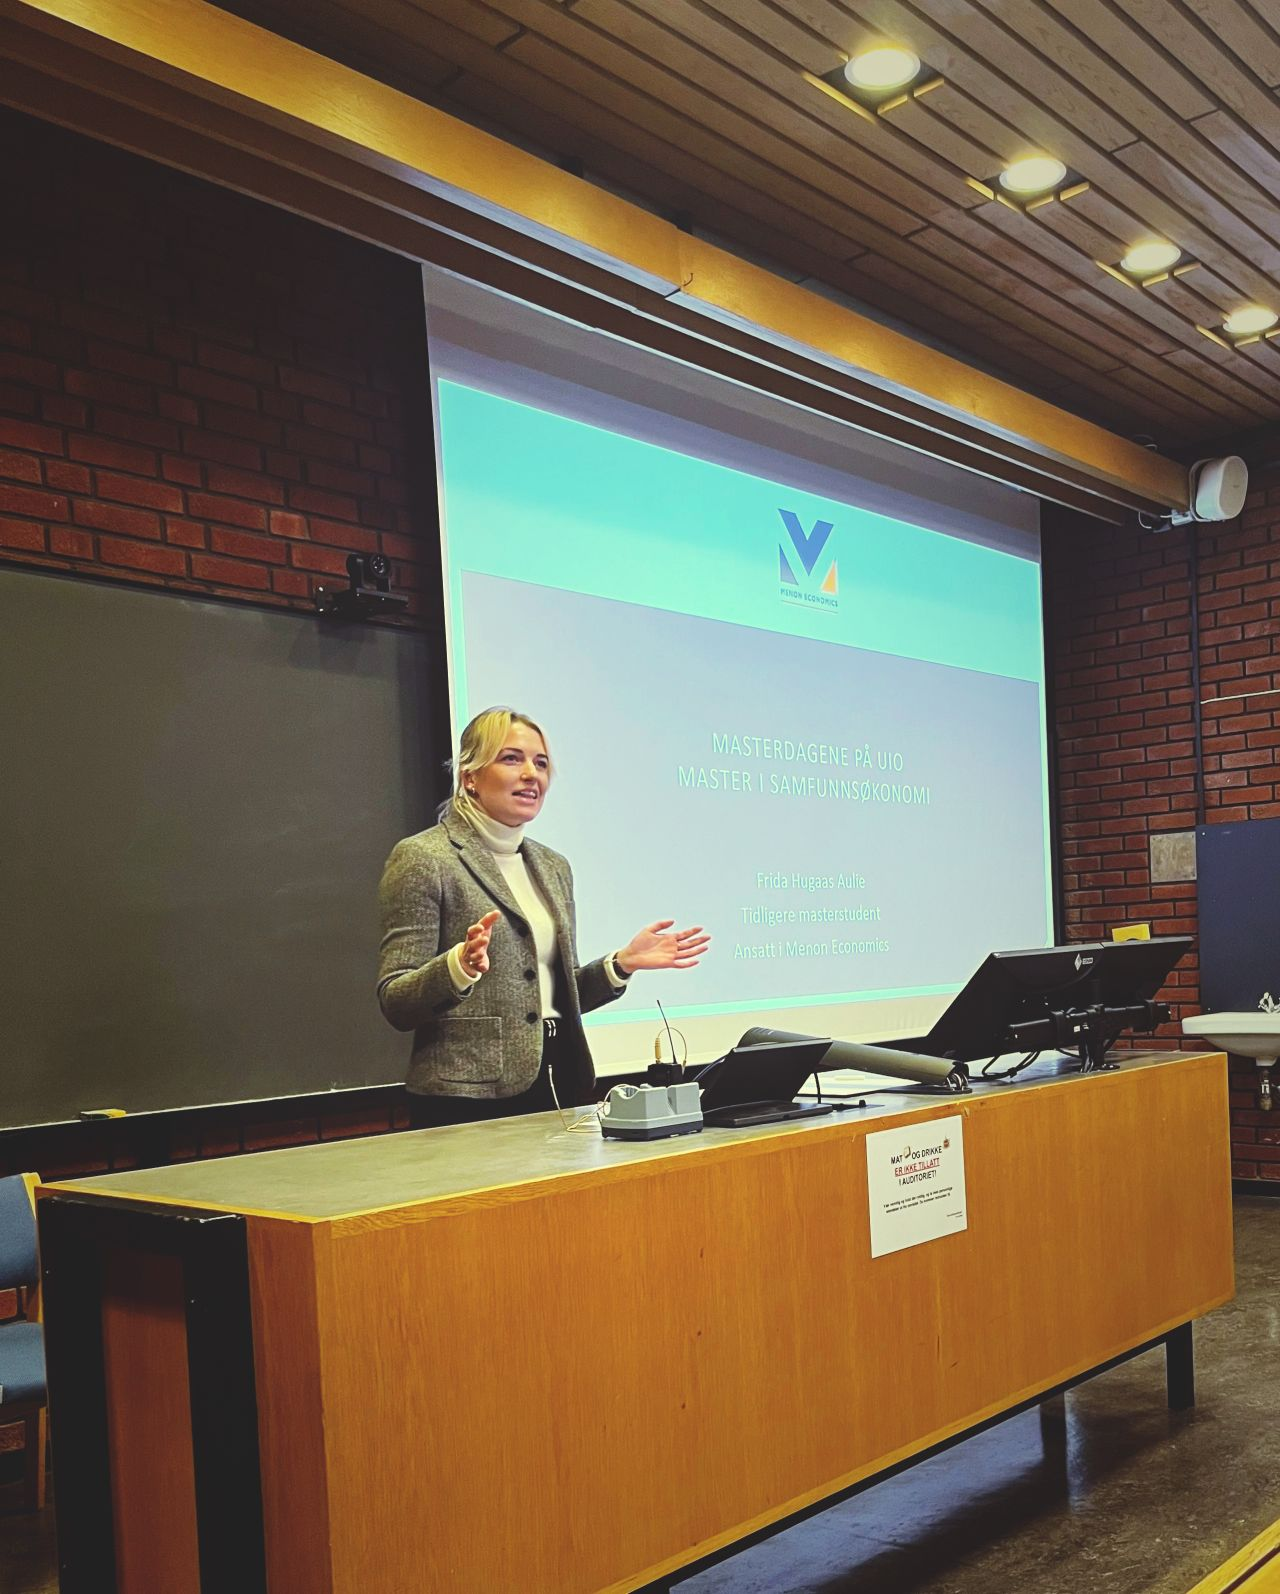 MENON ECONOMICS
MASTERDAGENE PÅ UIO
MASTER I SAMFUNNSØKONOMI
Frida Hugaas Aulie
Tidligere masterstudent
Ansatt i Menon Economics
MAT OG DRIKKE
ER IKKE TILLATT
I AUDITORIET!